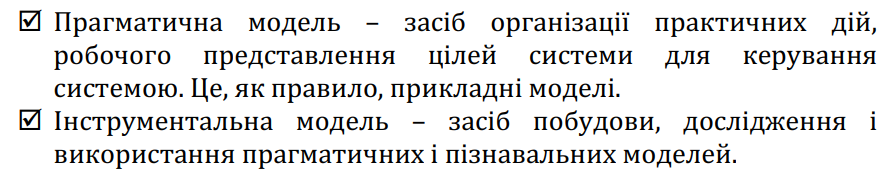 ☑ Прагматична модель – засіб організації практичних дій,
робочого представлення цілей системи для керування
системою. Це, як правило, прикладні моделі.
☑ Інструментальна модель – засіб побудови, дослідження і
використання прагматичних і пізнавальних моделей.